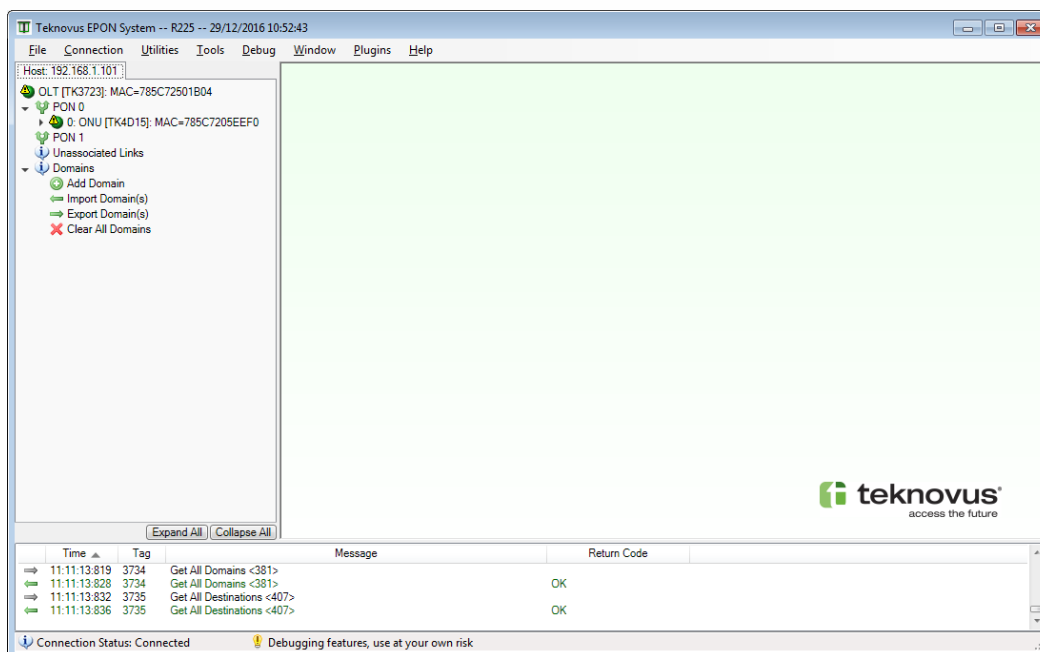 Teknovus EPON System -- R225 -- 29/12/2016 10:52:43
File Connection Utilities Tools Debug Window Plugins Help
Host: 192.168.1.101
OLT [TK3723]: MAC=785C72501B04
PON 0
0: ONU [TK4D15]: MAC=785C7205EEF0
PON 1
Unassociated Links
Domains
Add Domain
Import Domain(s)
Export Domain(s)
Clear All Domains
teknovus
access the future
Expand All Collapse All
Time Tag Message Return Code
11:11:13:819 3734 Get All Domains <381>
11:11:13:828 3734 Get All Domains <381> OK
11:11:13:832 3735 Get All Destinations <407>
11:11:13:836 3735 Get All Destinations <407> OK
Connection Status: Connected Debugging features, use at your own risk